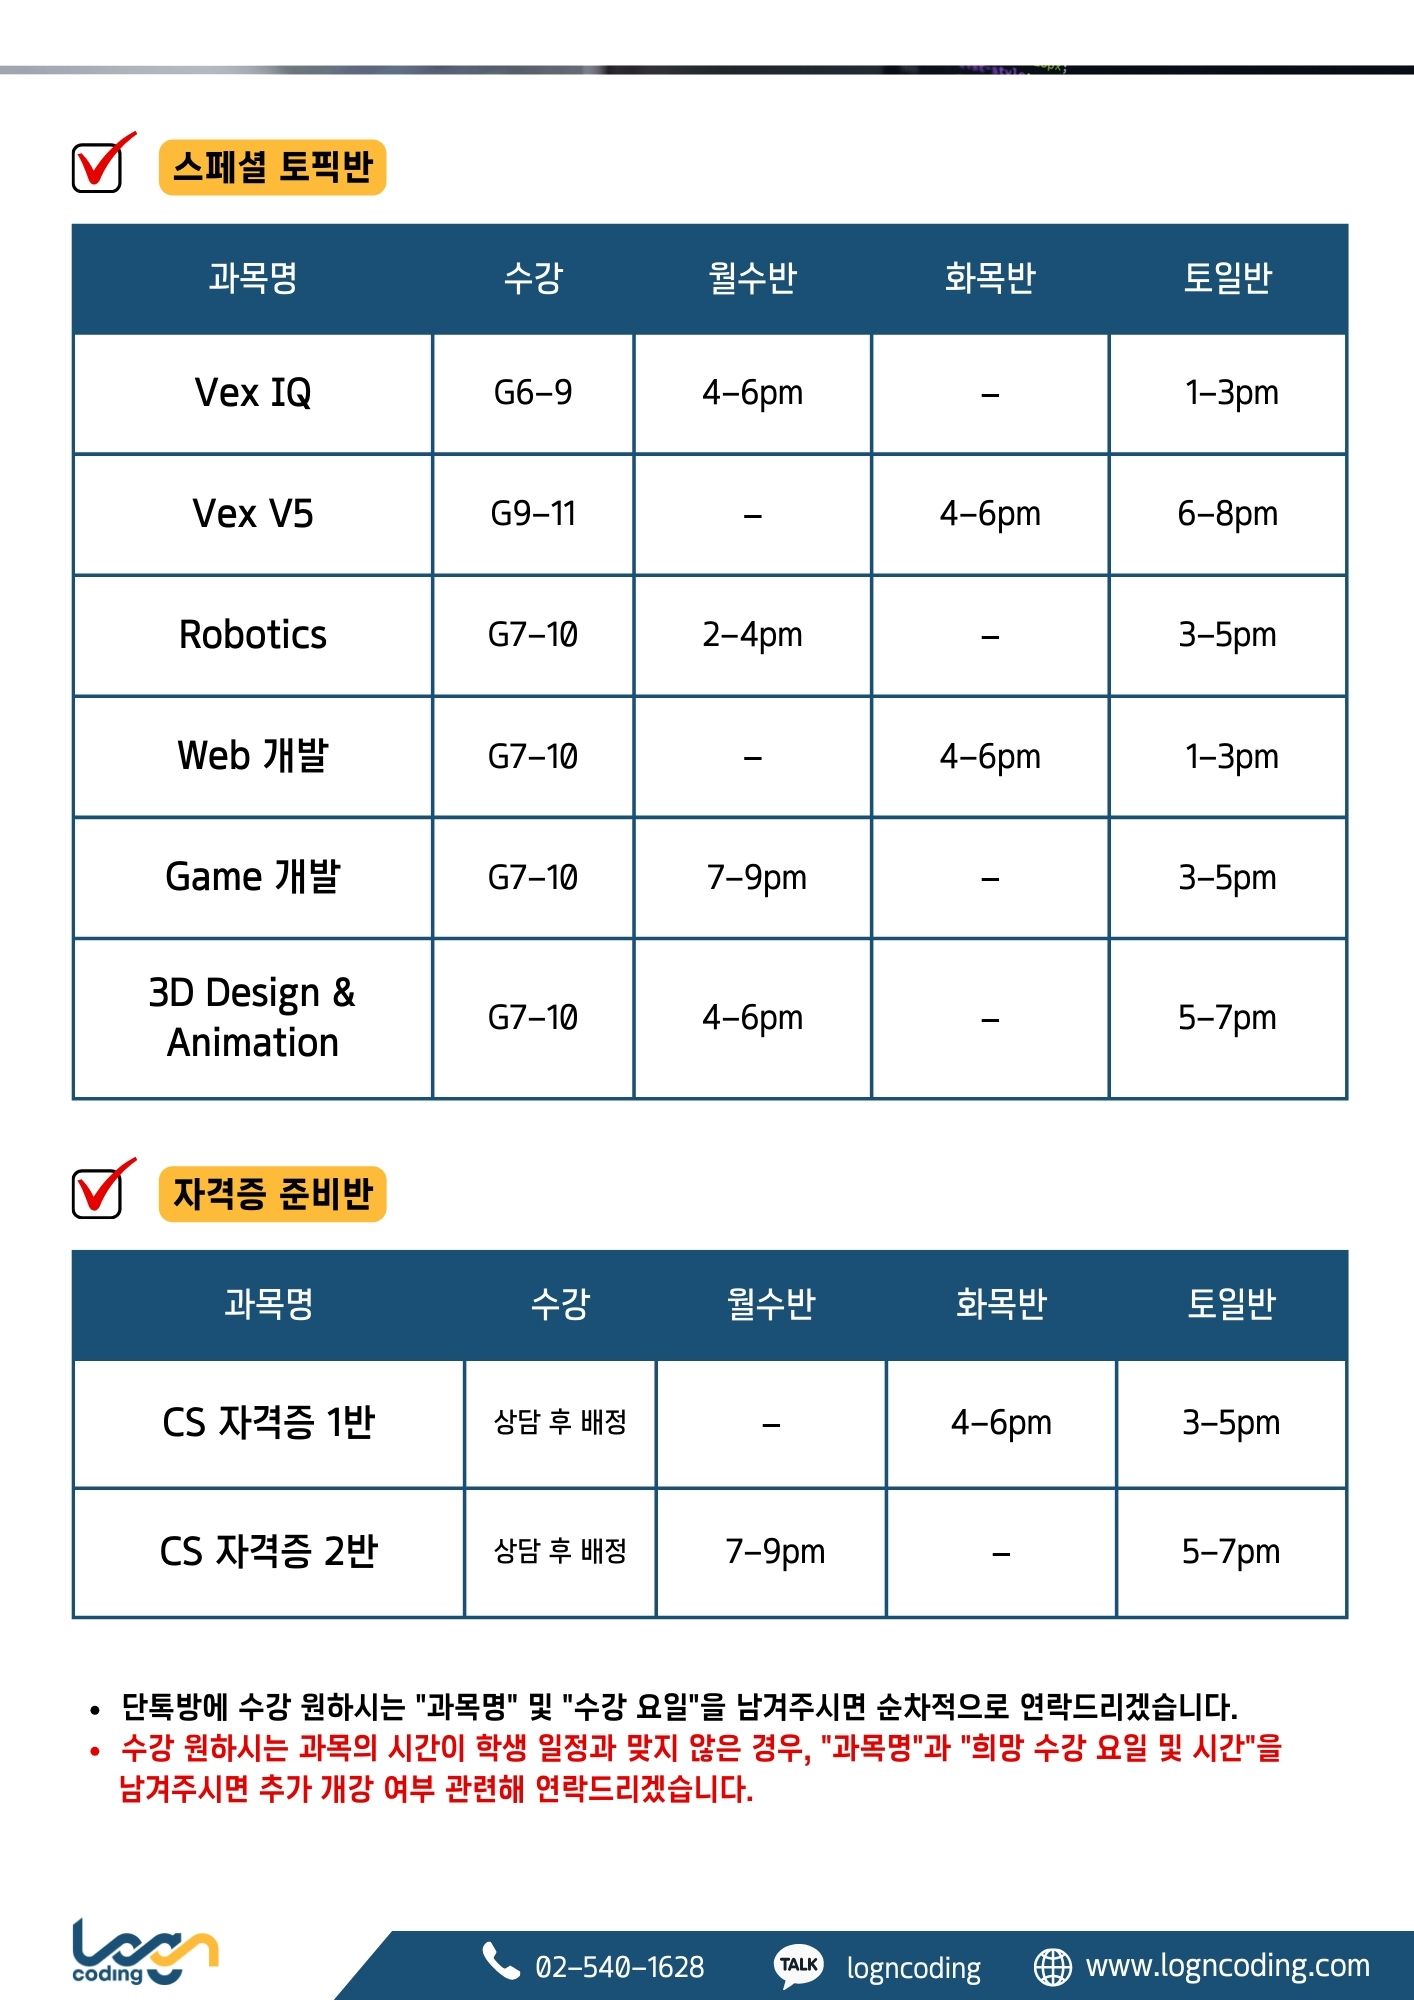 스페셜 토픽반
과목명 수강 월수반 화목반 토일반
Vex IQ G6-9 4-6pm - 1-3pm
Vex V5 G9-11 - 4-6pm 6-8pm
Robotics G7-10 2-4pm - 3-5pm
Web 개발 G7-10 - 4-6pm 1-3pm
Game 개발 G7-10 7-9pm - 3-5pm
3D Design &
Animation G7-10 4-6pm - 5-7pm
자격증 준비반
과목명 수강 월수반 화목반 토일반
CS 자격증 1반 상담 후 배정 - 4-6pm 3-5pm
CS 자격증 2반 상담 후 배정 7-9pm - 5-7pm
• 단톡방에 수강 원하시는 "과목명" 및 "수강 요일"을 남겨주시면 순차적으로 연락드리겠습니다.
• 수강 원하시는 과목의 시간이 학생 일정과 맞지 않은 경우, "과목명"과 "희망 수강 요일 및 시간"을
남겨주시면 추가 개강 여부 관련해 연락드리겠습니다.
logn
coding
02-540-1628 TALK logncoding www.logncoding.com